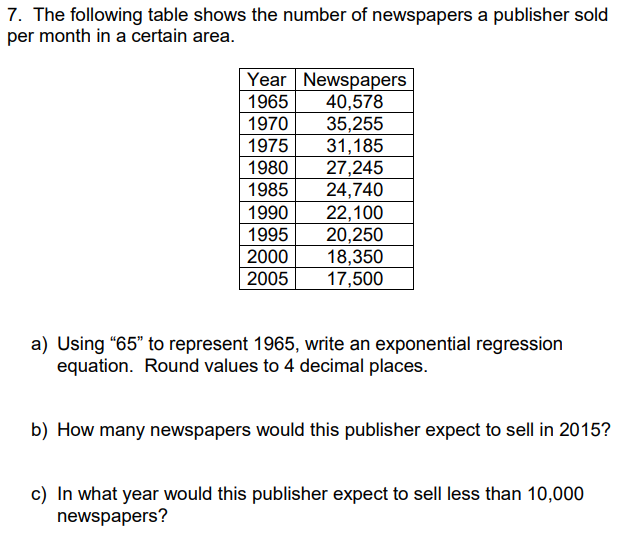 7. The following table shows the number of newspapers a publisher sold
per month in a certain area.
Year Newspapers
1965 40,578
1970 35,255
1975 31,185
1980 27,245
1985 24,740
1990 22,100
1995 20,250
2000 18,350
2005 17,500
a) Using “65” to represent 1965, write an exponential regression
equation. Round values to 4 decimal places.
b) How many newspapers would this publisher expect to sell in 2015?
c) In what year would this publisher expect to sell less than 10,000
newspapers?